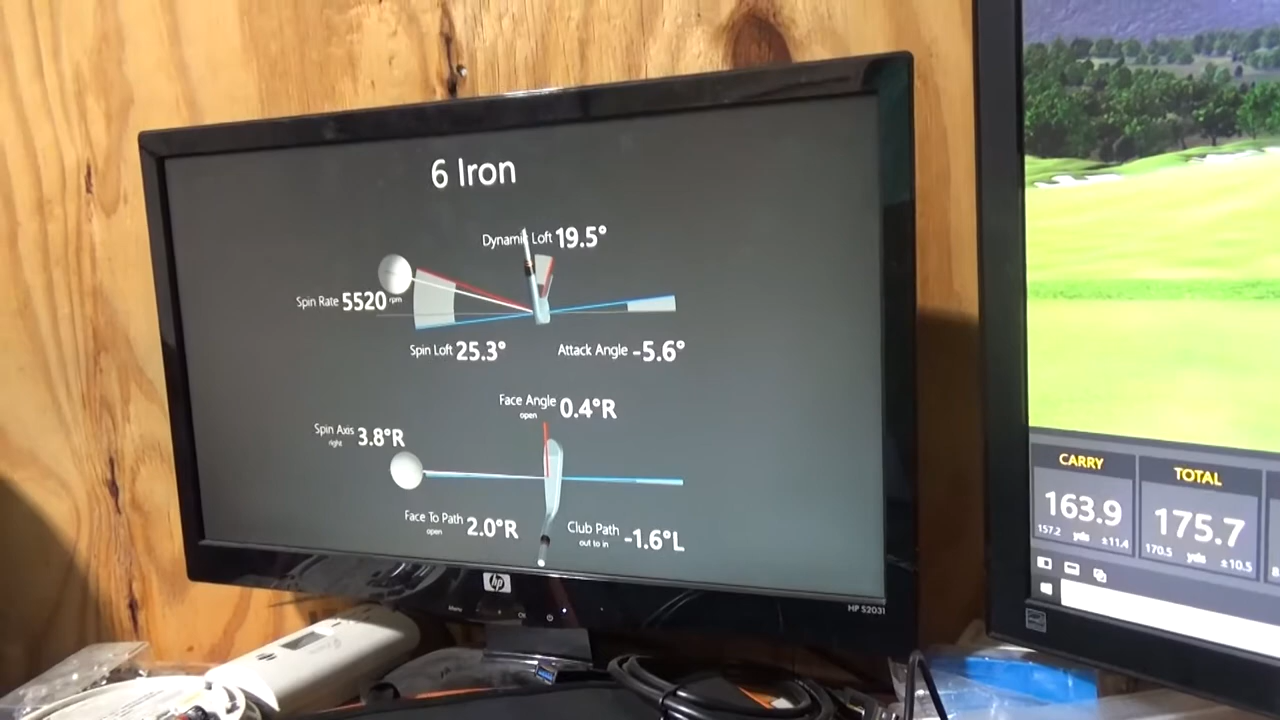 6 Iron
Dynamic Loft 19.5°
Spin Rate 5520 rpm
Spin Loft 25.3°
Attack Angle -5.6°
Face Angle 0.4°R
open
Spin Axis 3.8°R
right
Face To Path 2.0°R
open
Club Path -1.6°L
out to in
hp
Menu
OK
HP S2031
CARRY
163.9
157.2 yds ±11.4
TOTAL
175.7
170.5 yds ±10.5
8